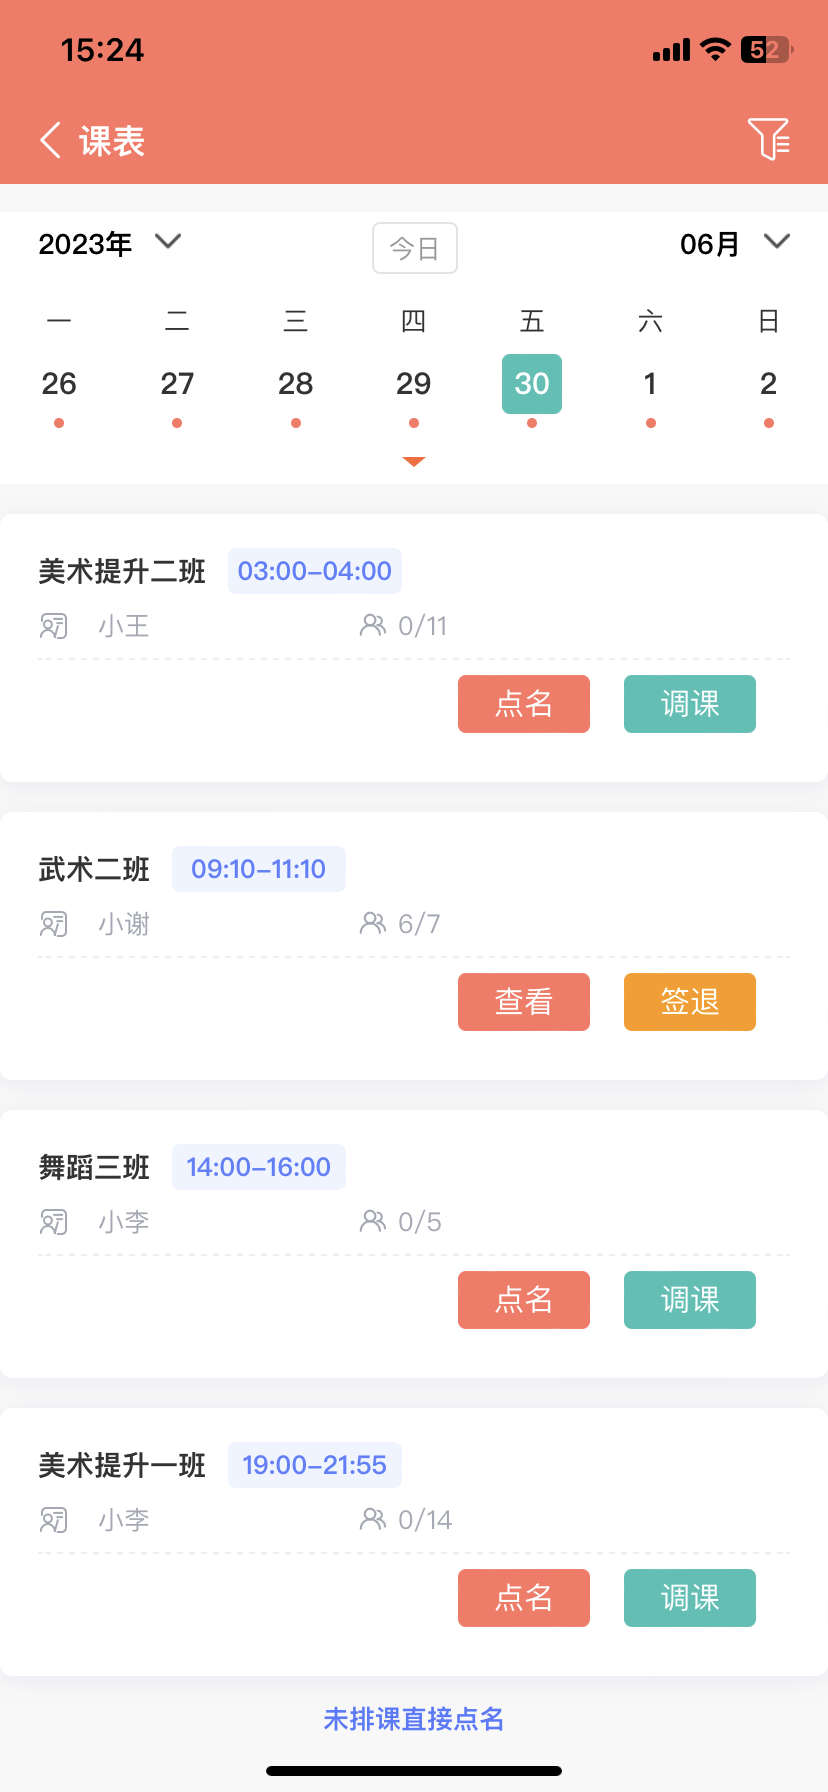 15:24
52
课表
2023年 今日 06月
一 二 三 四 五 六 日
26 27 28 29 30 1 2
美术提升二班 03:00-04:00
小王 0/11
点名 调课
武术二班 09:10-11:10
小谢 6/7
查看 签退
舞蹈三班 14:00-16:00
小李 0/5
点名 调课
美术提升一班 19:00-21:55
小李 0/14
点名 调课
未排课直接点名